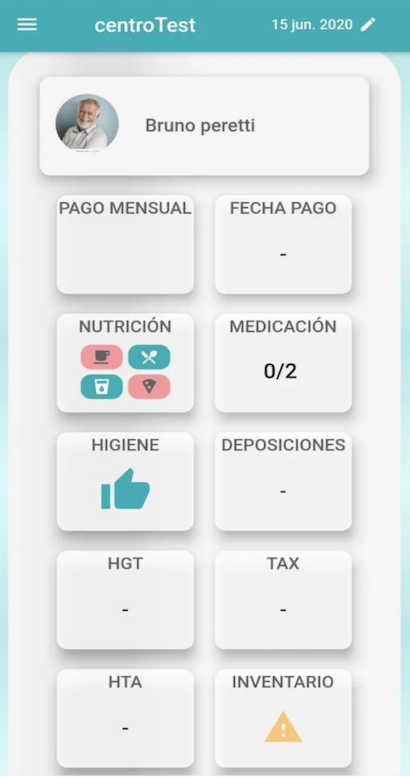 centroTest
15 jun. 2020
Bruno peretti
PAGO MENSUAL
FECHA PAGO
-
NUTRICIÓN
MEDICACIÓN
0/2
HIGIENE
DEPOSICIONES
-
HGT
TAX
-
-
HTA
INVENTARIO
-